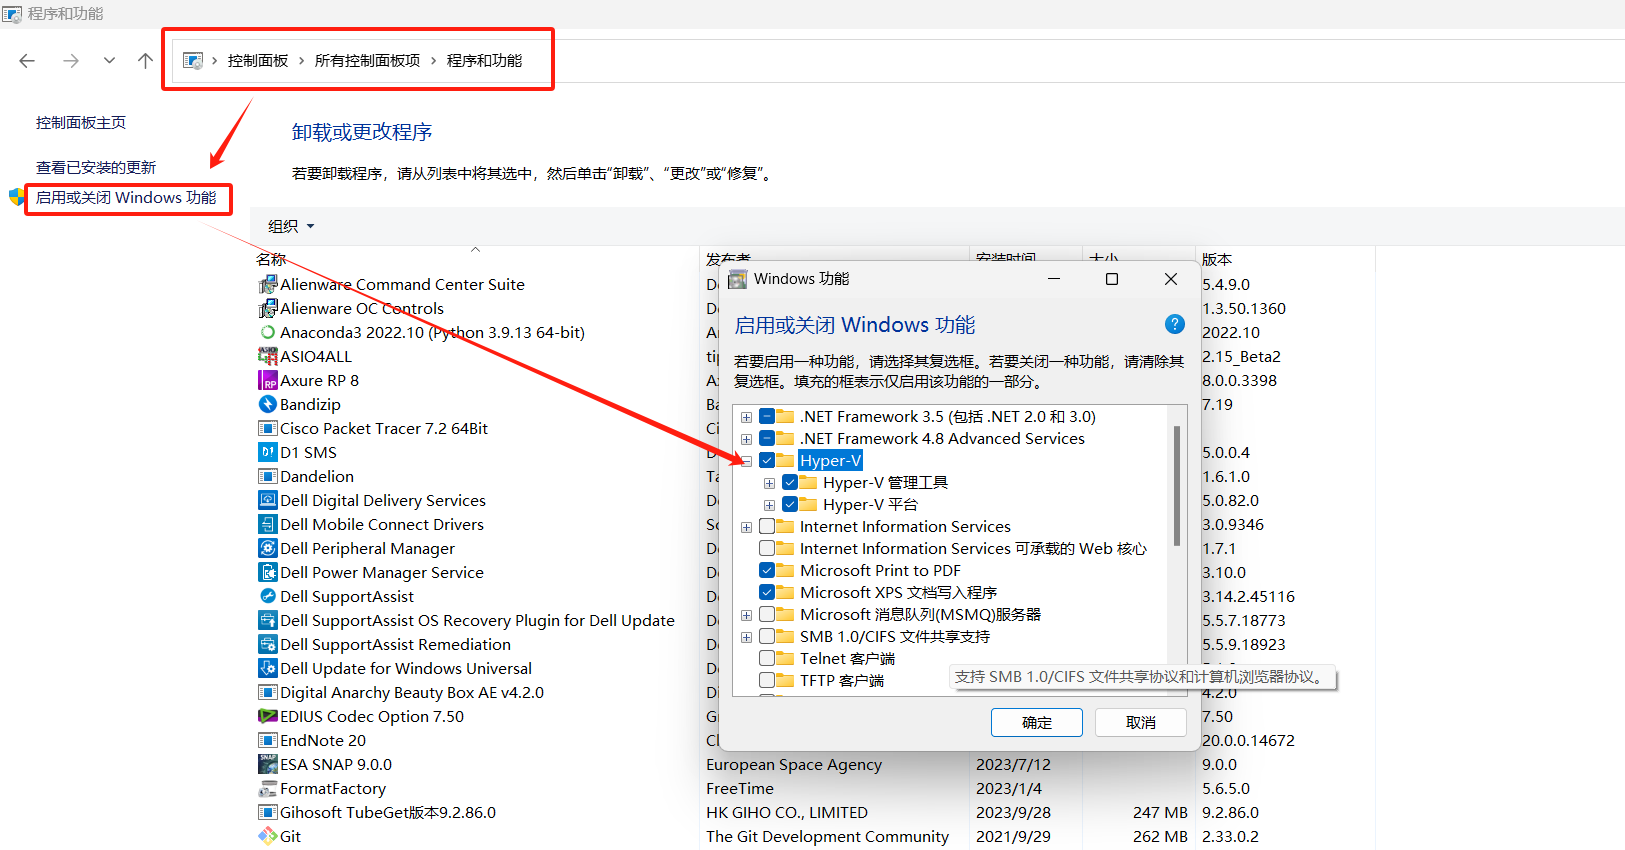 程序和功能
控制面板 › 所有控制面板项 › 程序和功能
控制面板主页
查看已安装的更新
启用或关闭 Windows 功能
卸载或更改程序
若要卸载程序，请从列表中将其选中，然后单击“卸载”、“更改”或“修复”。
组织
名称 发布者 安装时间 大小 版本
Alienware Command Center Suite 5.4.9.0
Alienware OC Controls 1.3.50.1360
Anaconda3 2022.10 (Python 3.9.13 64-bit) 2022.10
ASIO4ALL 2.15_Beta2
Axure RP 8 8.0.0.3398
Bandizip 7.19
Cisco Packet Tracer 7.2 64Bit
D1 SMS 5.0.0.4
Dandelion 1.6.1.0
Dell Digital Delivery Services 5.0.82.0
Dell Mobile Connect Drivers 3.0.9346
Dell Peripheral Manager 1.7.1
Dell Power Manager Service 3.10.0
Dell SupportAssist 3.14.2.45116
Dell SupportAssist OS Recovery Plugin for Dell Update 5.5.7.18773
Dell SupportAssist Remediation 5.5.9.18923
Dell Update for Windows Universal
Digital Anarchy Beauty Box AE v4.2.0 4.2.0
EDIUS Codec Option 7.50 7.50
EndNote 20 20.0.0.14672
ESA SNAP 9.0.0 European Space Agency 2023/7/12 9.0.0
FormatFactory FreeTime 2023/1/4 5.6.5.0
Gihosoft TubeGet版本9.2.86.0 HK GIHO CO., LIMITED 2023/9/28 247 MB 9.2.86.0
Git The Git Development Community 2021/9/29 262 MB 2.33.0.2
Windows 功能
启用或关闭 Windows 功能
若要启用一种功能，请选择其复选框。若要关闭一种功能，请清除其
复选框。填充的框表示仅启用该功能的一部分。
.NET Framework 3.5 (包括 .NET 2.0 和 3.0)
.NET Framework 4.8 Advanced Services
Hyper-V
Hyper-V 管理工具
Hyper-V 平台
Internet Information Services
Internet Information Services 可承载的 Web 核心
Microsoft Print to PDF
Microsoft XPS 文档写入程序
Microsoft 消息队列(MSMQ)服务器
SMB 1.0/CIFS 文件共享支持
Telnet 客户端
TFTP 客户端
支持 SMB 1.0/CIFS 文件共享协议和计算机浏览器协议。
确定 取消